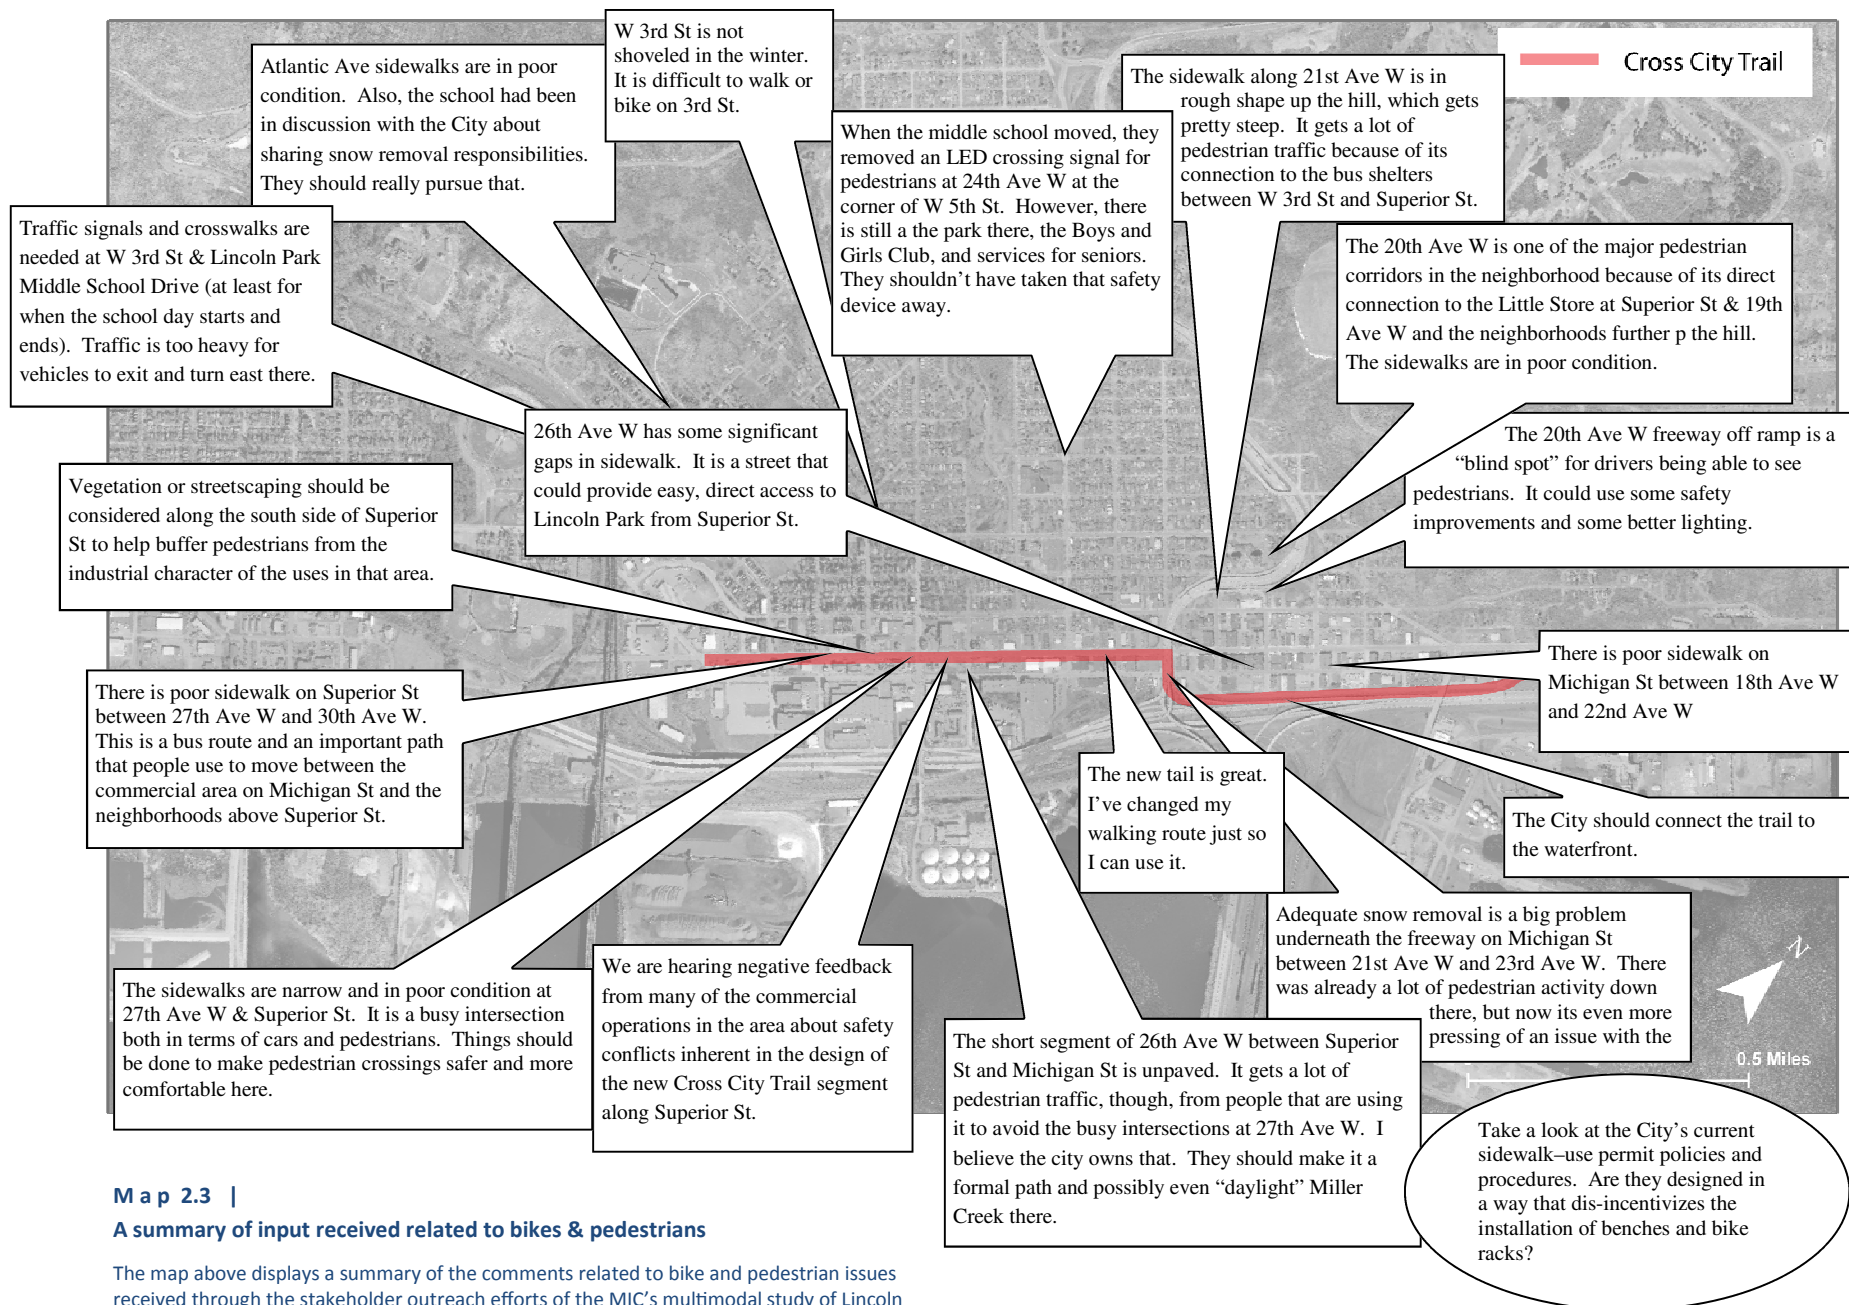 W 3rd St is not
shoveled in the winter.
It is difficult to walk or
bike on 3rd St.
Atlantic Ave sidewalks are in poor
condition. Also, the school had been
in discussion with the City about
sharing snow removal responsibilities.
They should really pursue that.
Cross City Trail
The sidewalk along 21st Ave W is in
rough shape up the hill, which gets
pretty steep. It gets a lot of
pedestrian traffic because of its
connection to the bus shelters
between W 3rd St and Superior St.
When the middle school moved, they
removed an LED crossing signal for
pedestrians at 24th Ave W at the
corner of W 5th St. However, there
is still a the park there, the Boys and
Girls Club, and services for seniors.
They shouldn't have taken that safety
device away.
Traffic signals and crosswalks are
needed at W 3rd St & Lincoln Park
Middle School Drive (at least for
when the school day starts and
ends). Traffic is too heavy for
vehicles to exit and turn east there.
The 20th Ave W is one of the major pedestrian
corridors in the neighborhood because of its direct
connection to the Little Store at Superior St & 19th
Ave W and the neighborhoods further p the hill.
The sidewalks are in poor condition.
26th Ave W has some significant
gaps in sidewalk. It is a street that
could provide easy, direct access to
Lincoln Park from Superior St.
The 20th Ave W freeway off ramp is a
“blind spot” for drivers being able to see
pedestrians. It could use some safety
improvements and some better lighting.
Vegetation or streetscaping should be
considered along the south side of Superior
St to help buffer pedestrians from the
industrial character of the uses in that area.
There is poor sidewalk on
Michigan St between 18th Ave W
and 22nd Ave W
There is poor sidewalk on Superior St
between 27th Ave W and 30th Ave W.
This is a bus route and an important path
that people use to move between the
commercial area on Michigan St and the
neighborhoods above Superior St.
The new tail is great.
I've changed my
walking route just so
I can use it.
The City should connect the trail to
the waterfront.
Adequate snow removal is a big problem
underneath the freeway on Michigan St
between 21st Ave W and 23rd Ave W. There
was already a lot of pedestrian activity down
there, but now its even more
pressing of an issue with the
N
0.5 Miles
The sidewalks are narrow and in poor condition at
27th Ave W & Superior St. It is a busy intersection
both in terms of cars and pedestrians. Things should
be done to make pedestrian crossings safer and more
comfortable here.
We are hearing negative feedback
from many of the commercial
operations in the area about safety
conflicts inherent in the design of
the new Cross City Trail segment
along Superior St.
The short segment of 26th Ave W between Superior
St and Michigan St is unpaved. It gets a lot of
pedestrian traffic, though, from people that are using
it to avoid the busy intersections at 27th Ave W. I
believe the city owns that. They should make it a
formal path and possibly even “daylight” Miller
Creek there.
Take a look at the City's current
sidewalk–use permit policies and
procedures. Are they designed in
a way that dis-incentivizes the
installation of benches and bike
racks?
Map 2.3 |
A summary of input received related to bikes & pedestrians
The map above displays a summary of the comments related to bike and pedestrian issues
received through the stakeholder outreach efforts of the MIC's multimodal study of Lincoln